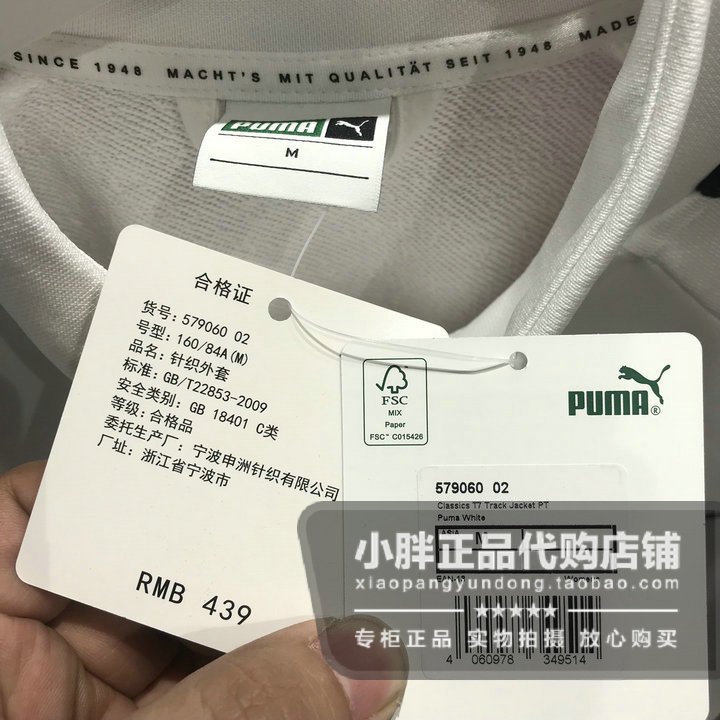 SINCE 1948 MACHT'S MIT QUALITÄT SEIT 1948 MADE
PUMA
M
合格证
货号: 579060 02
号型: 160/84A(M)
品名: 针织外套
标准: GB/T22853-2009
安全类别: GB 18401 C类
等级: 合格品
委托生产厂: 宁波申洲针织有限公司
厂址: 浙江省宁波市
RMB 439
FSC
MIX
Paper
FSC™ C015426
PUMA®
579060 02
Classics T7 Track Jacket PT
Puma White
小胖正品代购店铺
xiaopangyundong.taobao.com
专柜正品 实物拍摄 放心购买
4 060978 349514